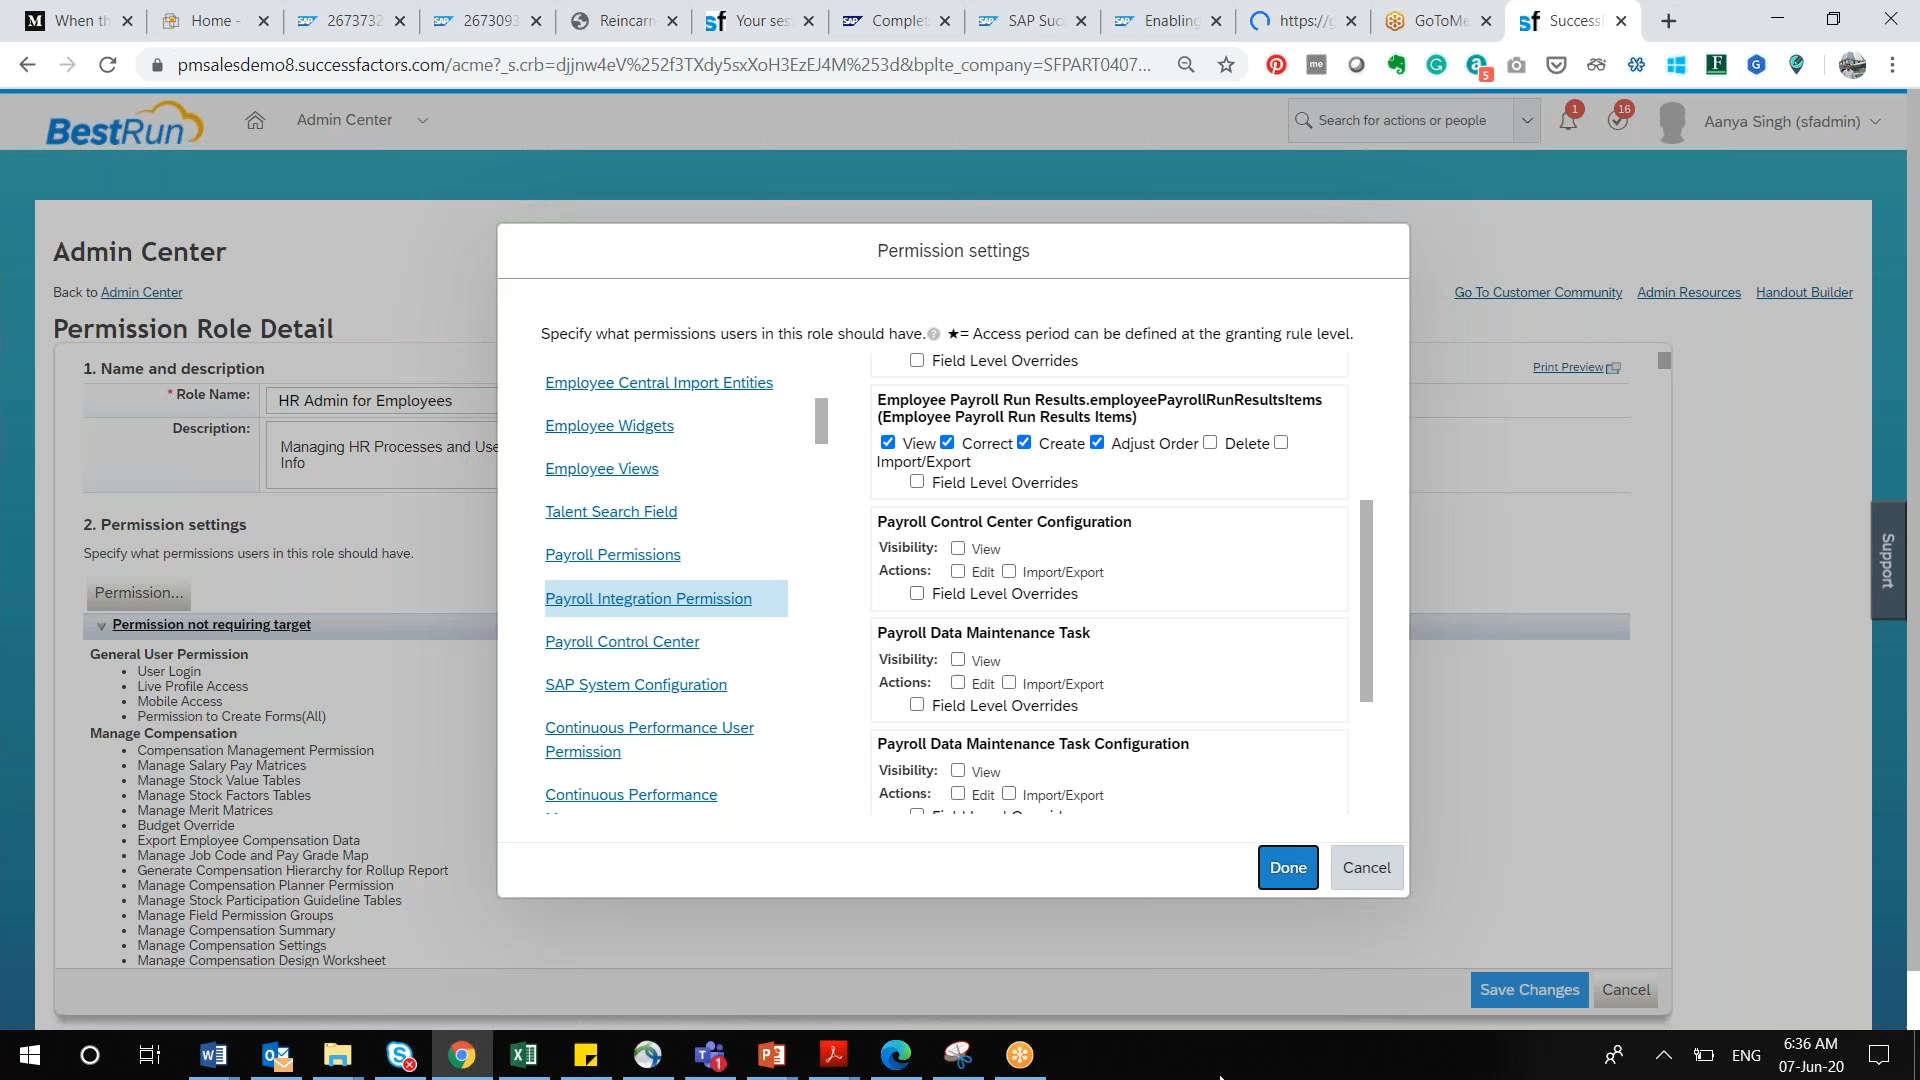 When th
Home -
2673732
2673093
Reincarn
Your ses
Complet
SAP Suc
Enabling
https://g
GoToMe
Success
pmsalesdemo8.successfactors.com/acme?_s.crb=djjnw4eV%252f3TXdy5sxXoH3EzEJ4M%253d&bplte_company=SFPART0407...
BestRun
Admin Center
Search for actions or people
1
16
Aanya Singh (sfadmin)
Admin Center
Back to Admin Center
Go To Customer Community Admin Resources Handout Builder
Permission Role Detail
1. Name and description
Print Preview
* Role Name: HR Admin for Employees
Description: Managing HR Processes and Use
Info
2. Permission settings
Specify what permissions users in this role should have.
Permission...
Permission not requiring target
General User Permission
User Login
Live Profile Access
Mobile Access
Permission to Create Forms(All)
Manage Compensation
Compensation Management Permission
Manage Salary Pay Matrices
Manage Stock Value Tables
Manage Stock Factors Tables
Manage Merit Matrices
Budget Override
Export Employee Compensation Data
Manage Job Code and Pay Grade Map
Generate Compensation Hierarchy for Rollup Report
Manage Compensation Planner Permission
Manage Stock Participation Guideline Tables
Manage Field Permission Groups
Manage Compensation Summary
Manage Compensation Settings
Manage Compensation Design Worksheet
Save Changes Cancel
Support
Permission settings
Specify what permissions users in this role should have. ★= Access period can be defined at the granting rule level.
Employee Central Import Entities
Employee Widgets
Employee Views
Talent Search Field
Payroll Permissions
Payroll Integration Permission
Payroll Control Center
SAP System Configuration
Continuous Performance User
Permission
Continuous Performance
Field Level Overrides
Employee Payroll Run Results.employeePayrollRunResultsItems
(Employee Payroll Run Results Items)
View Correct Create Adjust Order Delete
Import/Export
Field Level Overrides
Payroll Control Center Configuration
Visibility: View
Actions: Edit Import/Export
Field Level Overrides
Payroll Data Maintenance Task
Visibility: View
Actions: Edit Import/Export
Field Level Overrides
Payroll Data Maintenance Task Configuration
Visibility: View
Actions: Edit Import/Export
Done Cancel
ENG
6:36 AM
07-Jun-20